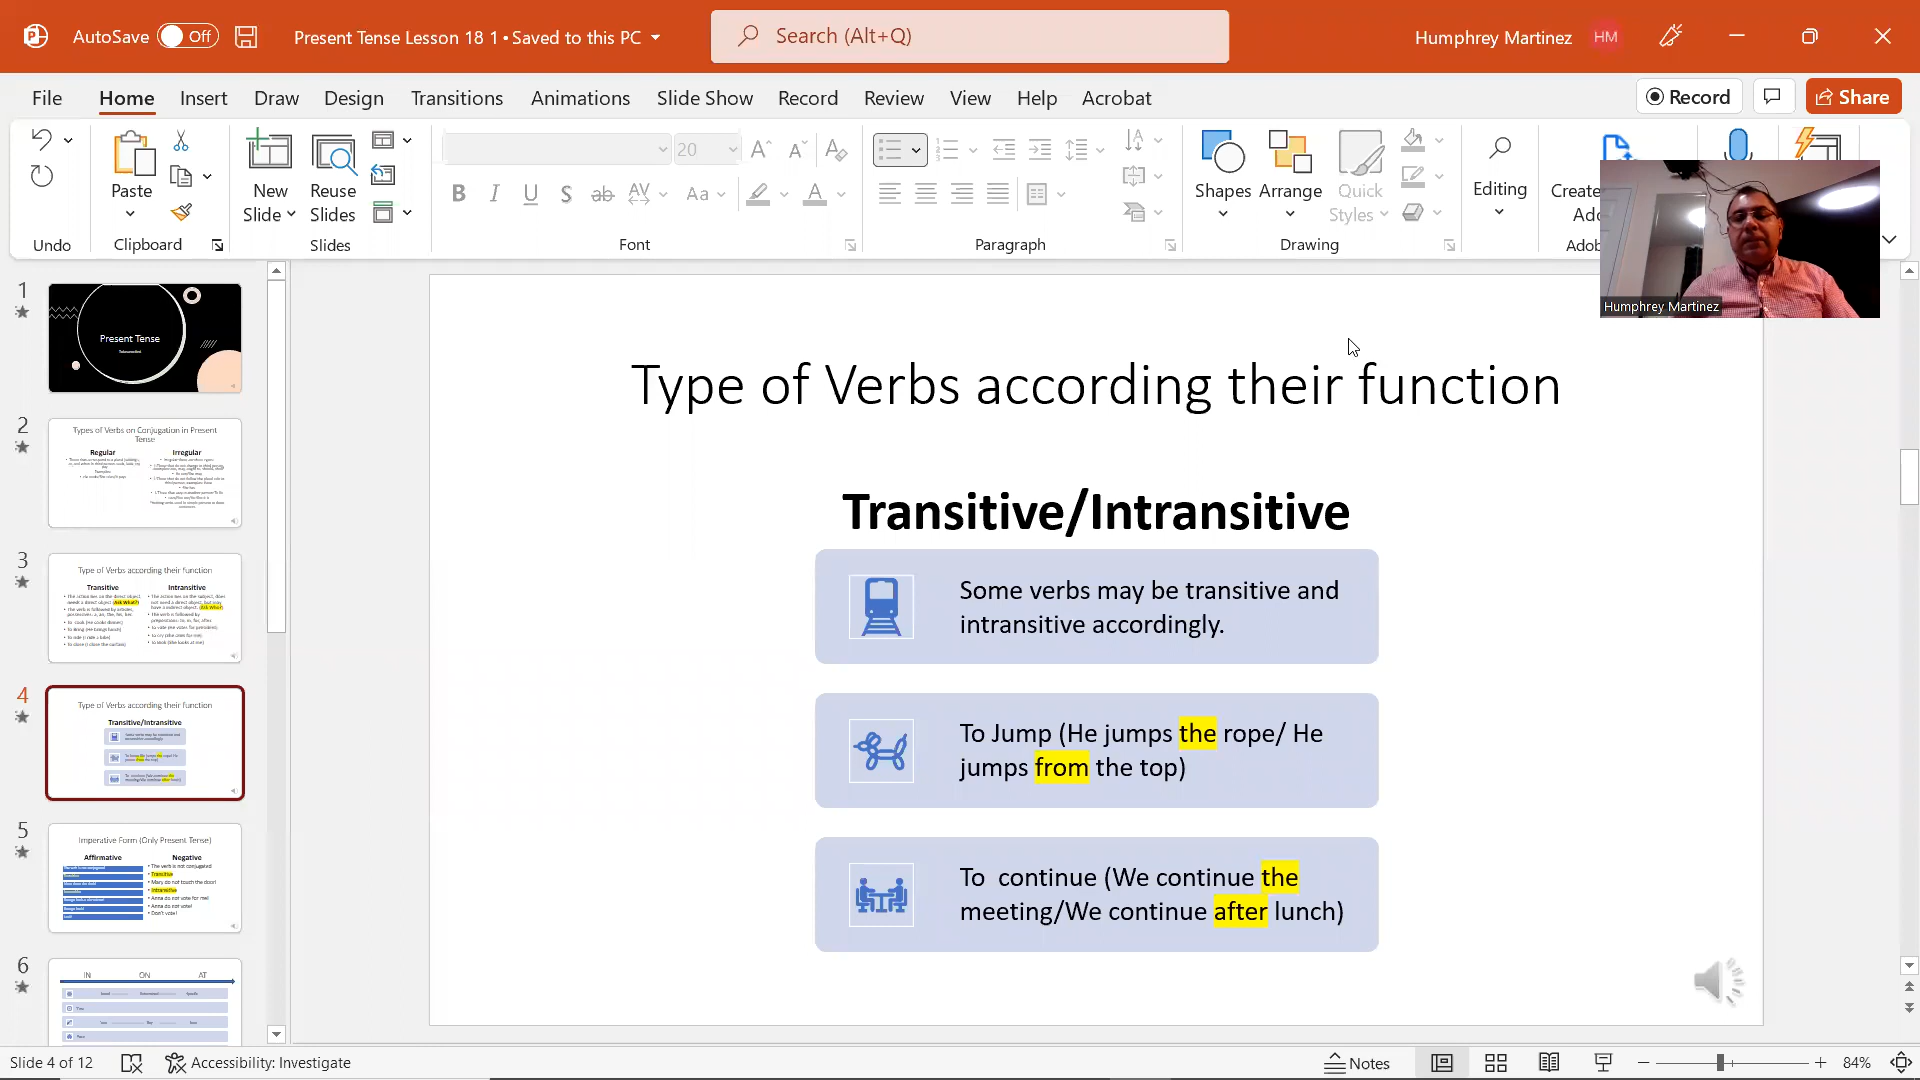 AutoSave Off Present Tense Lesson 18 1 • Saved to this PC Search (Alt+Q) Humphrey Martinez HM
File Home Insert Draw Design Transitions Animations Slide Show Record Review View Help Acrobat Record Share
Undo
Paste
Clipboard
New Slide
Reuse Slides
Slides
20
Font
Paragraph
Shapes Arrange Quick Styles
Drawing
Editing
Humphrey Martinez
1
Present Tense
2
Types of Verbs on Conjugation in Present Tense
Regular Irregular
3
Type of Verbs according their function
Transitive Intransitive
4
Type of Verbs according their function
Transitive/Intransitive
5
Imperative Form (Only Present Tense)
Affirmative Negative
6
IN ON AT
Type of Verbs according their function
Transitive/Intransitive
Some verbs may be transitive and
intransitive accordingly.
To Jump (He jumps the rope/ He
jumps from the top)
To continue (We continue the
meeting/We continue after lunch)
Slide 4 of 12 Accessibility: Investigate Notes 84%